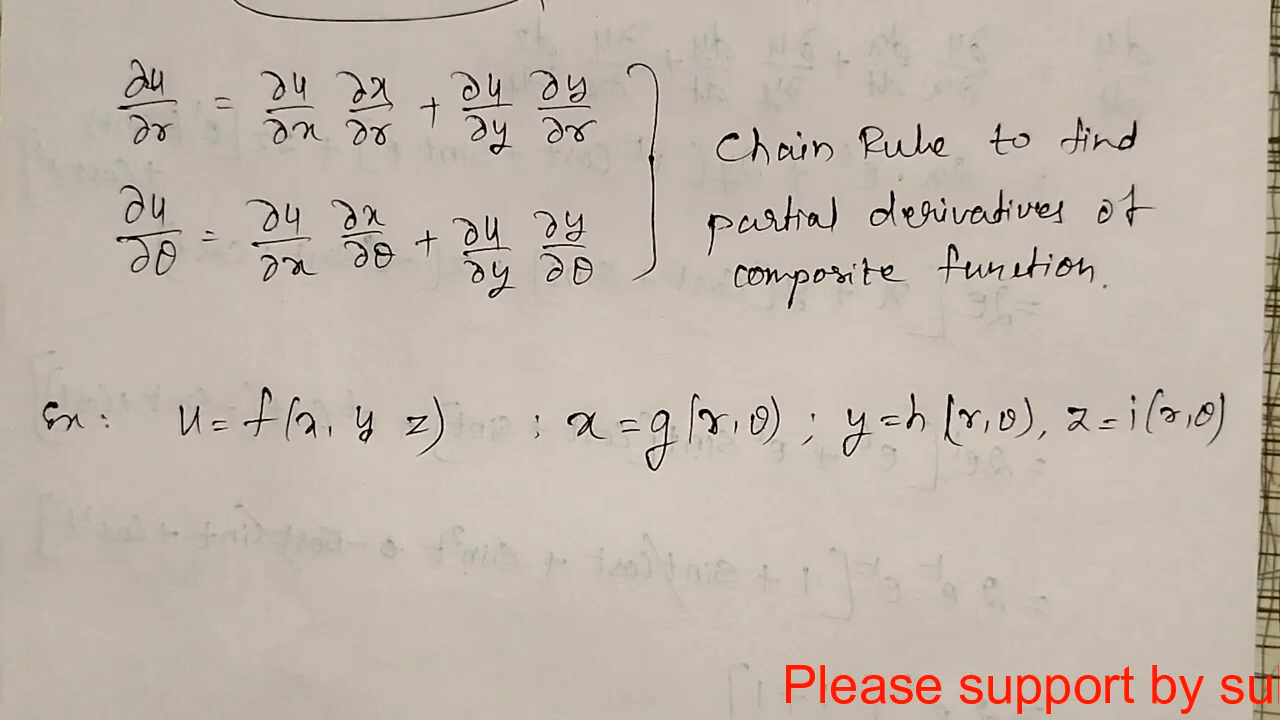 ∂u/∂r = ∂u/∂x ∂x/∂r + ∂u/∂y ∂y/∂r
∂u/∂θ = ∂u/∂x ∂x/∂θ + ∂u/∂y ∂y/∂θ
Chain Rule to find
partial derivatives of
composite function.
Ex: u = f(x, y z) ; x = g(r,θ) ; y = h(r,θ), z = i(r,θ)
Please support by su